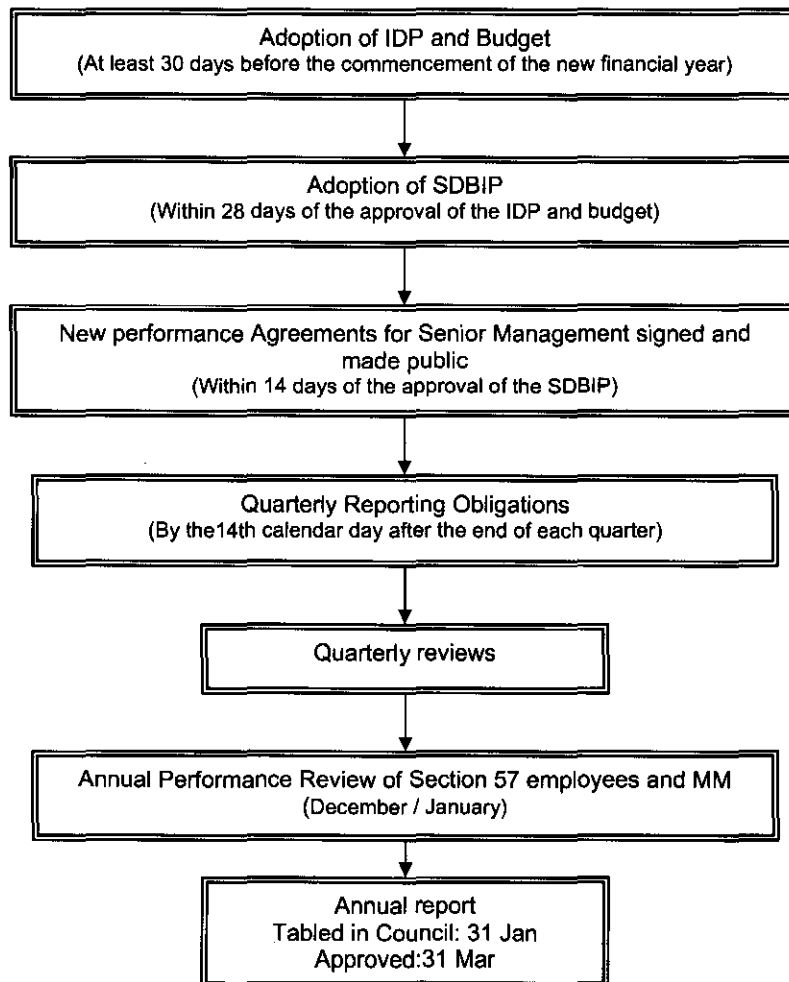 Adoption of IDP and Budget
(At least 30 days before the commencement of the new financial year)
Adoption of SDBIP
(Within 28 days of the approval of the IDP and budget)
New performance Agreements for Senior Management signed and
made public
(Within 14 days of the approval of the SDBIP)
Quarterly Reporting Obligations
(By the14th calendar day after the end of each quarter)
Quarterly reviews
Annual Performance Review of Section 57 employees and MM
(December / January)
Annual report
Tabled in Council: 31 Jan
Approved:31 Mar